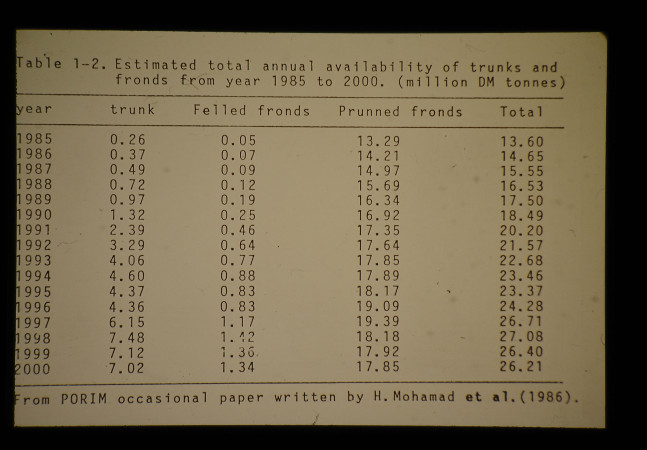 Table 1-2. Estimated total annual availability of trunks and
fronds from year 1985 to 2000. (million DM tonnes)
year trunk Felled fronds Prunned fronds Total
1985 0.26 0.05 13.29 13.60
1986 0.37 0.07 14.21 14.65
1987 0.49 0.09 14.97 15.55
1988 0.72 0.12 15.69 16.53
1989 0.97 0.19 16.34 17.50
1990 1.32 0.25 16.92 18.49
1991 2.39 0.46 17.35 20.20
1992 3.29 0.64 17.64 21.57
1993 4.06 0.77 17.85 22.68
1994 4.60 0.88 17.89 23.46
1995 4.37 0.83 18.17 23.37
1996 4.36 0.83 19.09 24.28
1997 6.15 1.17 19.39 26.71
1998 7.48 1.42 18.18 27.08
1999 7.12 1.36 17.92 26.40
2000 7.02 1.34 17.85 26.21
From PORIM occasional paper written by H.Mohamad et al.(1986).